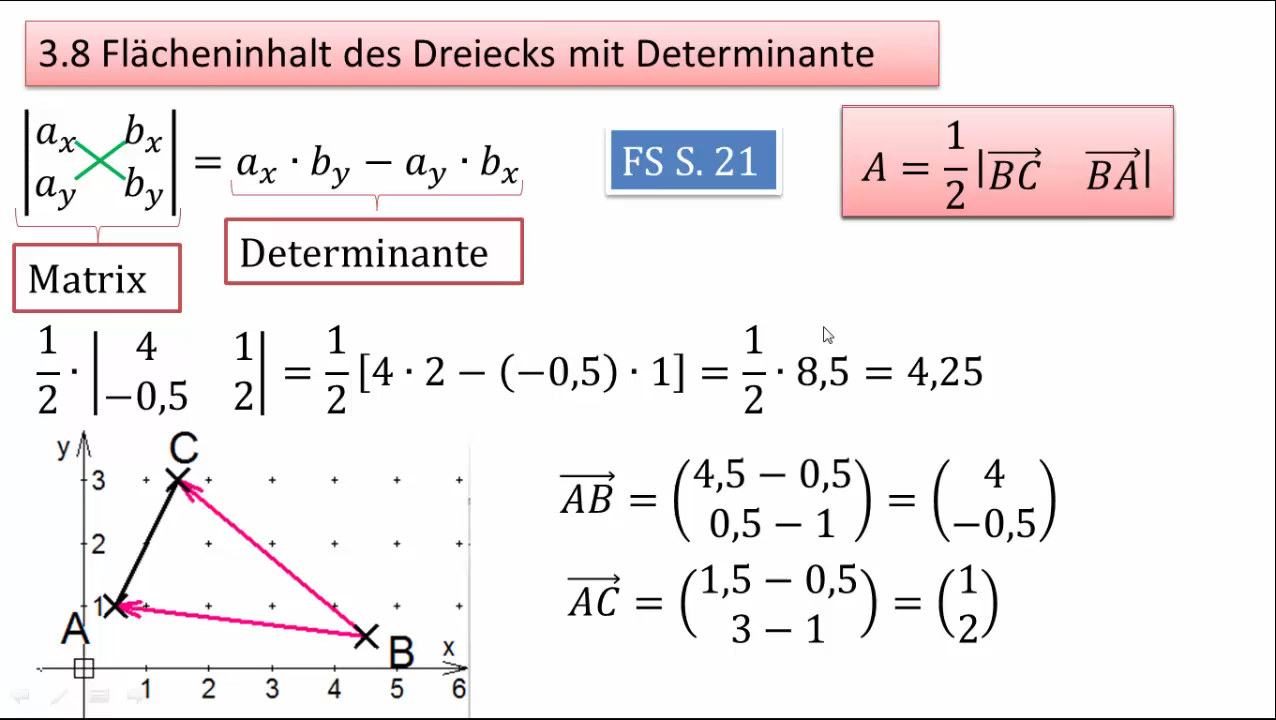 3.8 Flächeninhalt des Dreiecks mit Determinante
|a_x b_x|
|a_y b_y| = a_x · b_y − a_y · b_x
FS S. 21
A = 1/2 |BC⃗ BA⃗|
Matrix
Determinante
1/2 · |4 1; −0,5 2| = 1/2 [4 · 2 − (−0,5) · 1] = 1/2 · 8,5 = 4,25
AB⃗ = (4,5 − 0,5; 0,5 − 1) = (4; −0,5)
AC⃗ = (1,5 − 0,5; 3 − 1) = (1; 2)
y
C
3
2
1
A
B
x
1 2 3 4 5 6